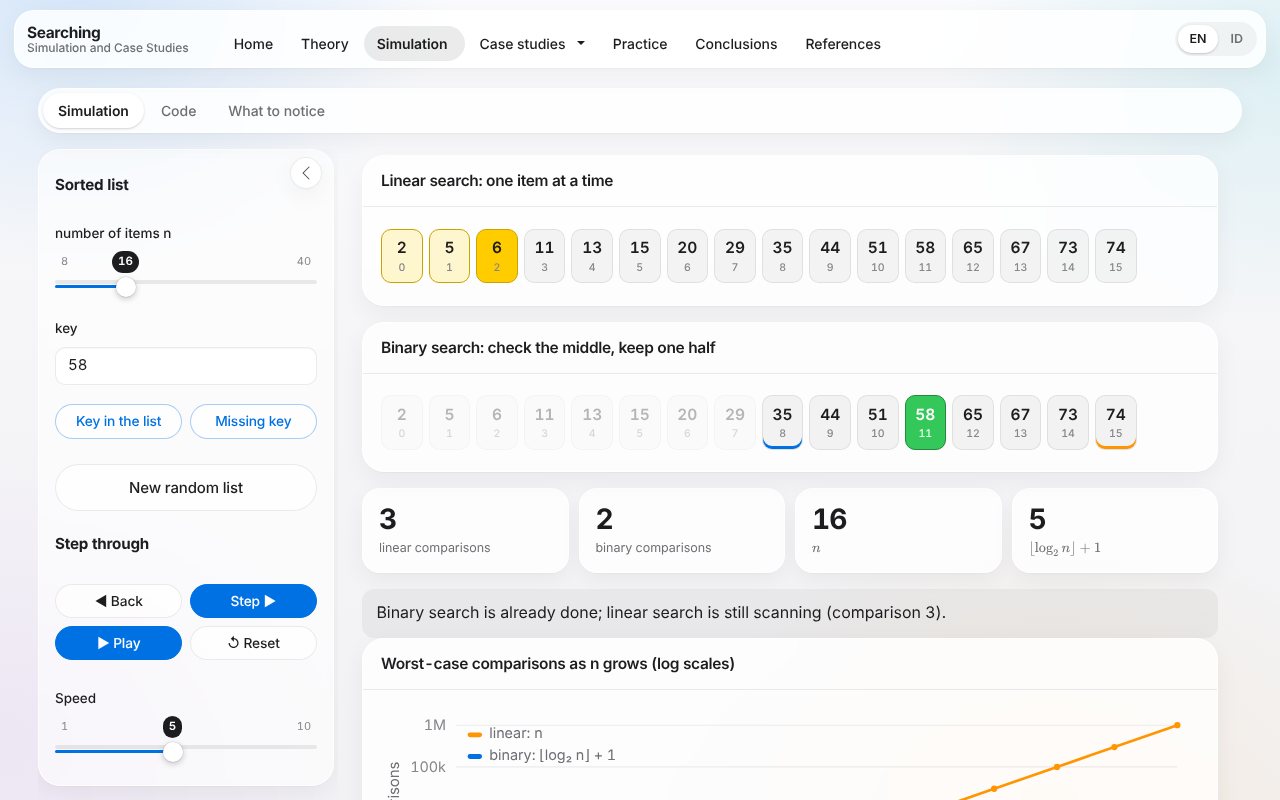 Searching
Simulation and Case Studies
Home Theory Simulation Case studies Practice Conclusions References
EN ID
Simulation Code What to notice
Sorted list
number of items n
8 16 40
key
58
Key in the list Missing key
New random list
Step through
◀ Back Step ▶
▶ Play ↺ Reset
Speed
1 5 10
Linear search: one item at a time
2 5 6 11 13 15 20 29 35 44 51 58 65 67 73 74
0 1 2 3 4 5 6 7 8 9 10 11 12 13 14 15
Binary search: check the middle, keep one half
2 5 6 11 13 15 20 29 35 44 51 58 65 67 73 74
0 1 2 3 4 5 6 7 8 9 10 11 12 13 14 15
3
linear comparisons
2
binary comparisons
16
n
5
⌊log₂ n⌋ + 1
Binary search is already done; linear search is still scanning (comparison 3).
Worst-case comparisons as n grows (log scales)
1M
linear: n
binary: ⌊log₂ n⌋ + 1
100k